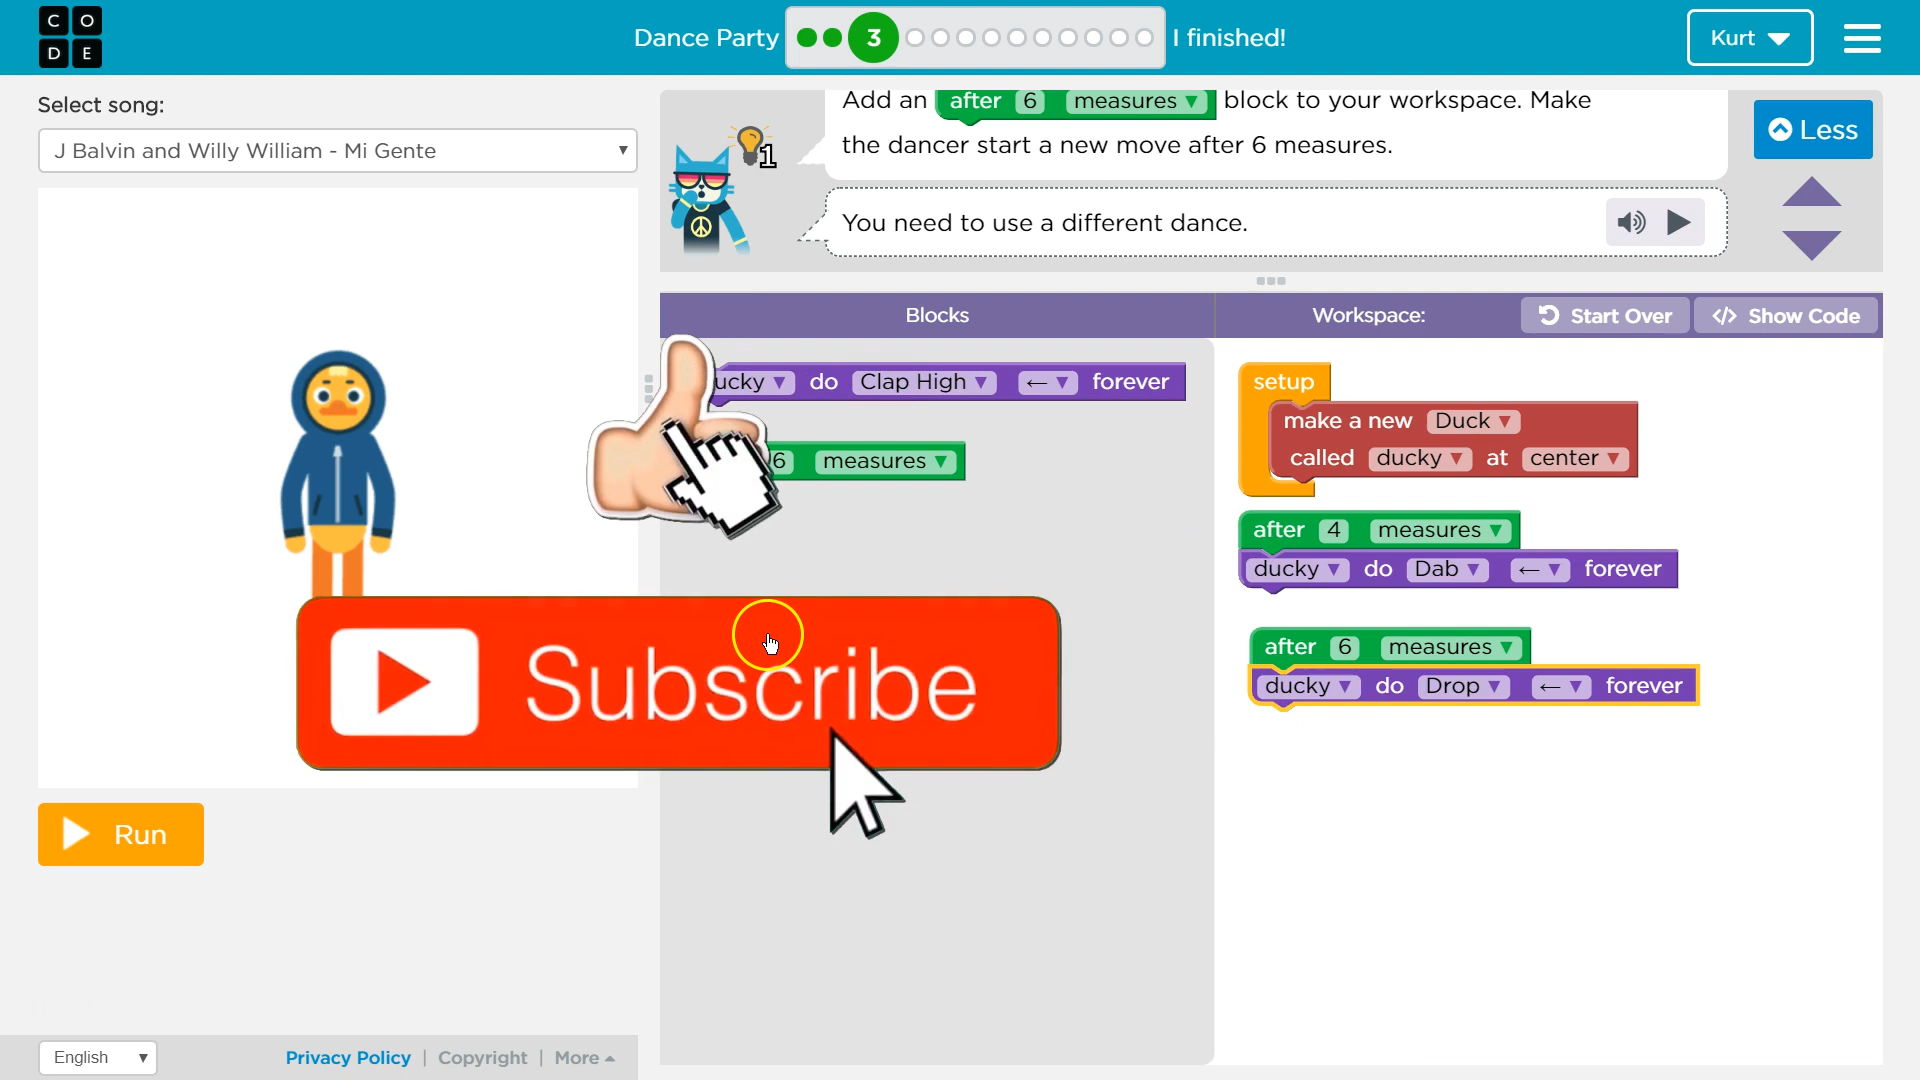 CO
DE
Dance Party
3
I finished!
Kurt
Select song:
J Balvin and Willy William - Mi Gente
Add an after 6 measures block to your workspace. Make
the dancer start a new move after 6 measures.
1
Less
You need to use a different dance.
Blocks
Workspace:
Start Over
Show Code
ucky do Clap High ← forever
6 measures
setup
make a new Duck
called ducky at center
after 4 measures
ducky do Dab ← forever
after 6 measures
ducky do Drop ← forever
Subscribe
Run
English
Privacy Policy | Copyright | More